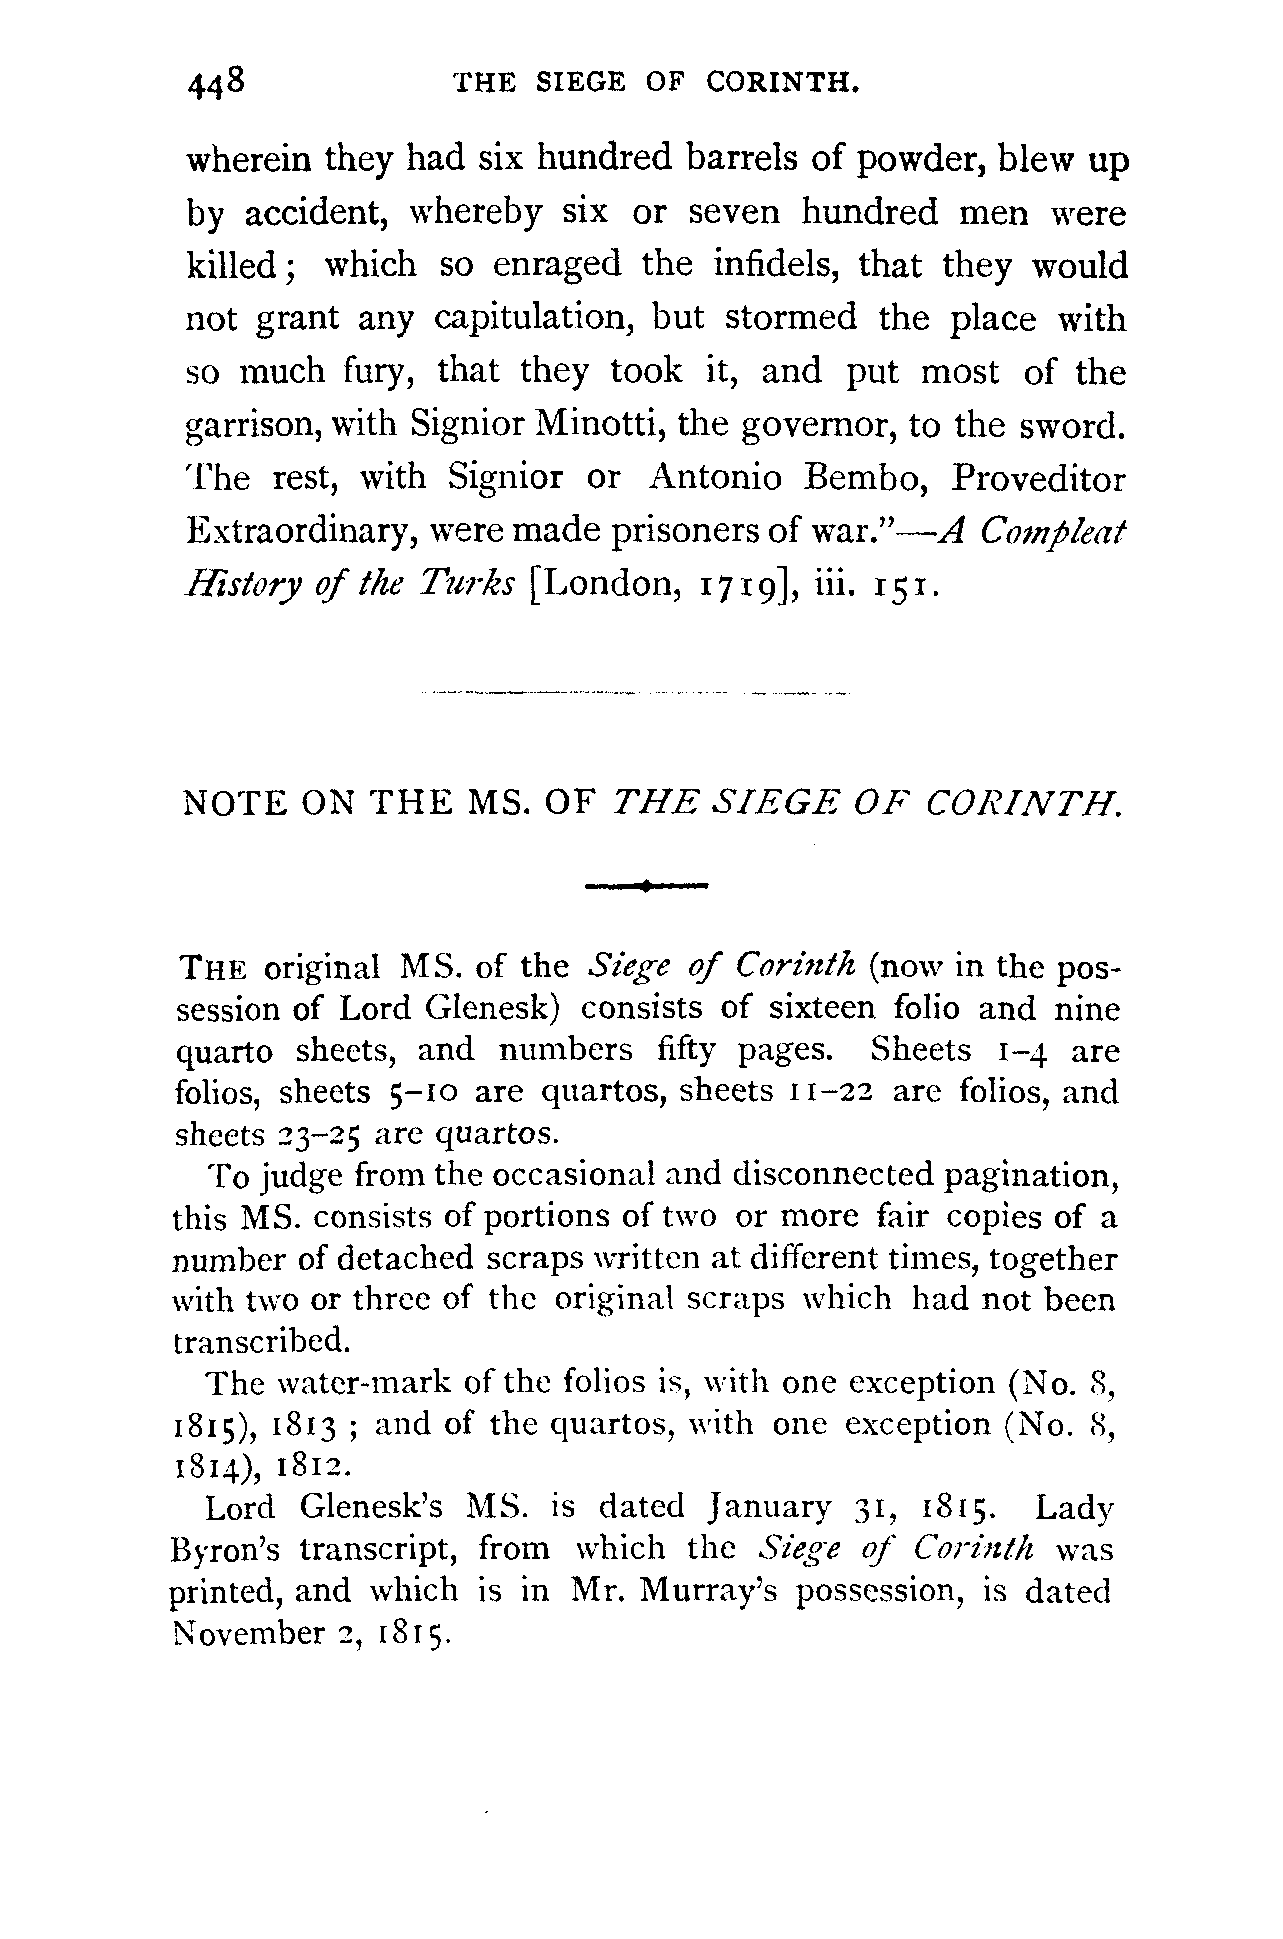 448 THE SIEGE OF CORINTH.
wherein they had six hundred barrels of powder, blew up
by accident, whereby six or seven hundred men were
killed; which so enraged the infidels, that they would
not grant any capitulation, but stormed the place with
so much fury, that they took it, and put most of the
garrison, with Signior Minotti, the governor, to the sword.
The rest, with Signior or Antonio Bembo, Proveditor
Extraordinary, were made prisoners of war."—A Compleat
History of the Turks [London, 1719], iii. 151.
NOTE ON THE MS. OF THE SIEGE OF CORINTH.
THE original MS. of the Siege of Corinth (now in the pos-
session of Lord Glenesk) consists of sixteen folio and nine
quarto sheets, and numbers fifty pages. Sheets 1-4 are
folios, sheets 5-10 are quartos, sheets 11-22 are folios, and
sheets 23-25 are quartos.
To judge from the occasional and disconnected pagination,
this MS. consists of portions of two or more fair copies of a
number of detached scraps written at different times, together
with two or three of the original scraps which had not been
transcribed.
The water-mark of the folios is, with one exception (No. 8,
1815), 1813; and of the quartos, with one exception (No. 8,
1814), 1812.
Lord Glenesk's MS. is dated January 31, 1815. Lady
Byron's transcript, from which the Siege of Corinth was
printed, and which is in Mr. Murray's possession, is dated
November 2, 1815.